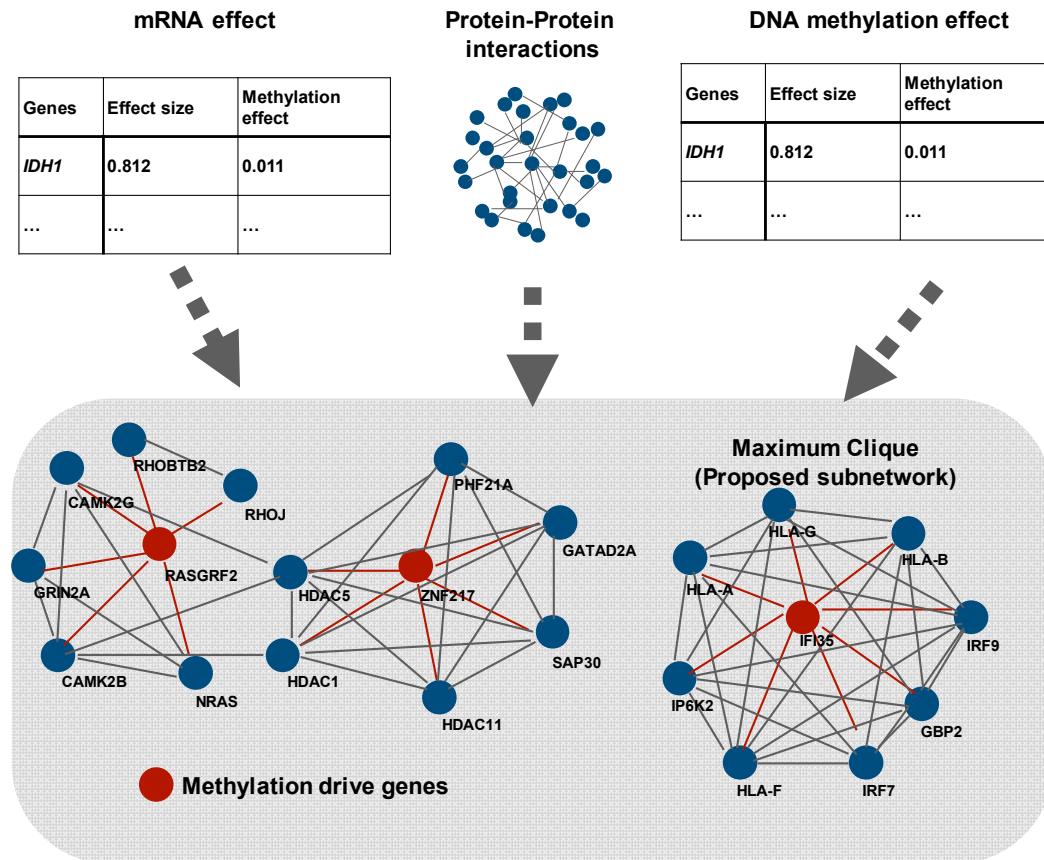 mRNA effect
Protein-Protein
interactions
DNA methylation effect
Genes Effect size Methylation
effect
IDH1 0.812 0.011
... ... ...
Genes Effect size Methylation
effect
IDH1 0.812 0.011
... ... ...
Maximum Clique
(Proposed subnetwork)
RHOBTB2
CAMK2G
RHOJ
RASGRF2
GRIN2A
CAMK2B
NRAS
PHF21A
GATAD2A
HDAC5
ZNF217
SAP30
HDAC1
HDAC11
HLA-G
HLA-B
HLA-A
IFI35
IRF9
IP6K2
GBP2
HLA-F
IRF7
Methylation drive genes